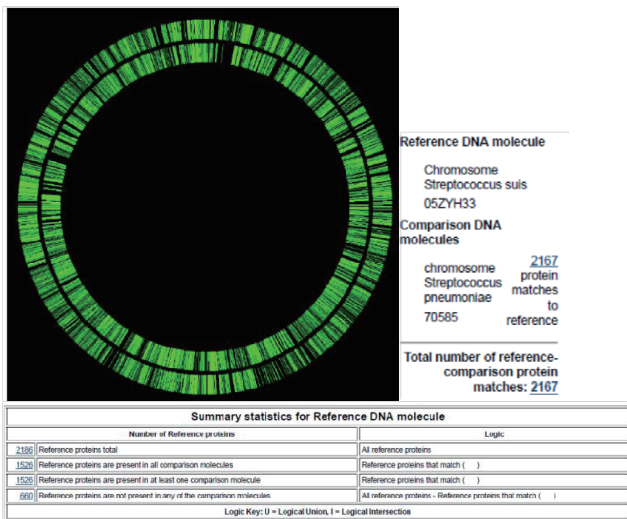 Reference DNA molecule
Chromosome
Streptococcus suis
05ZYH33
Comparison DNA
molecules
chromosome
Streptococcus
pneumoniae
70585
2167
protein
matches
to
reference
Total number of reference-
comparison protein
matches: 2167
Summary statistics for Reference DNA molecule
Number of Reference proteins Logic
2186 Reference proteins total All reference proteins
1526 Reference proteins are present in all comparison molecules Reference proteins that match ( )
1526 Reference proteins are present in at least one comparison molecule Reference proteins that match ( )
660 Reference proteins are not present in any of the comparison molecules All reference proteins - Reference proteins that match ( )
Logic Key: U = Logical Union, I = Logical Intersection